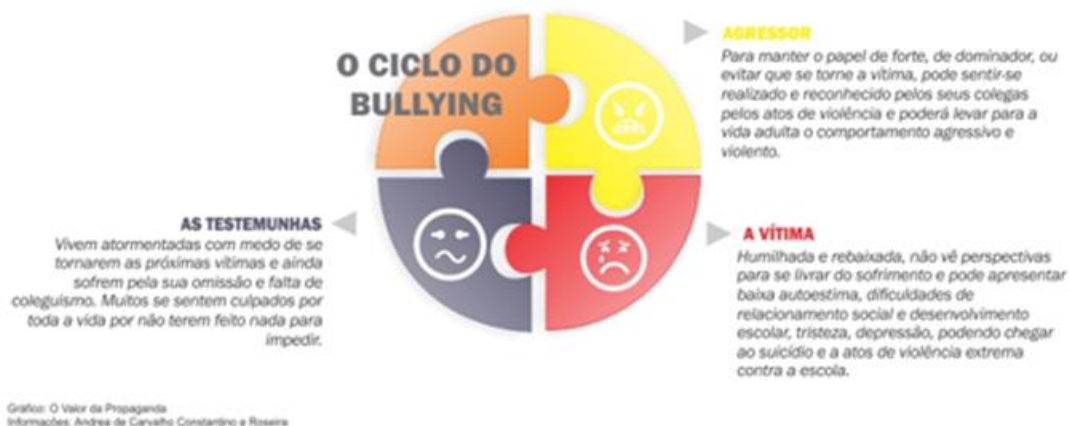 O CICLO DO
BULLYING
AGRESSOR
Para manter o papel de forte, de dominador, ou
evitar que se torne a vítima, pode sentir-se
realizado e reconhecido pelos seus colegas
pelos atos de violência e poderá levar para a
vida adulta o comportamento agressivo e
violento.
AS TESTEMUNHAS
Vivem atormentadas com medo de se
tornarem as próximas vítimas e ainda
sofrem pela sua omissão e falta de
coleguismo. Muitos se sentem culpados por
toda a vida por não terem feito nada para
impedir.
A VÍTIMA
Humilhada e rebaixada, não vê perspectivas
para se livrar do sofrimento e pode apresentar
baixa autoestima, dificuldades de
relacionamento social e desenvolvimento
escolar, tristeza, depressão, podendo chegar
ao suicídio e a atos de violência extrema
contra a escola.
Gráfico: O Valor da Propaganda
Informações: Andrea de Carvalho Constantino e Roseira